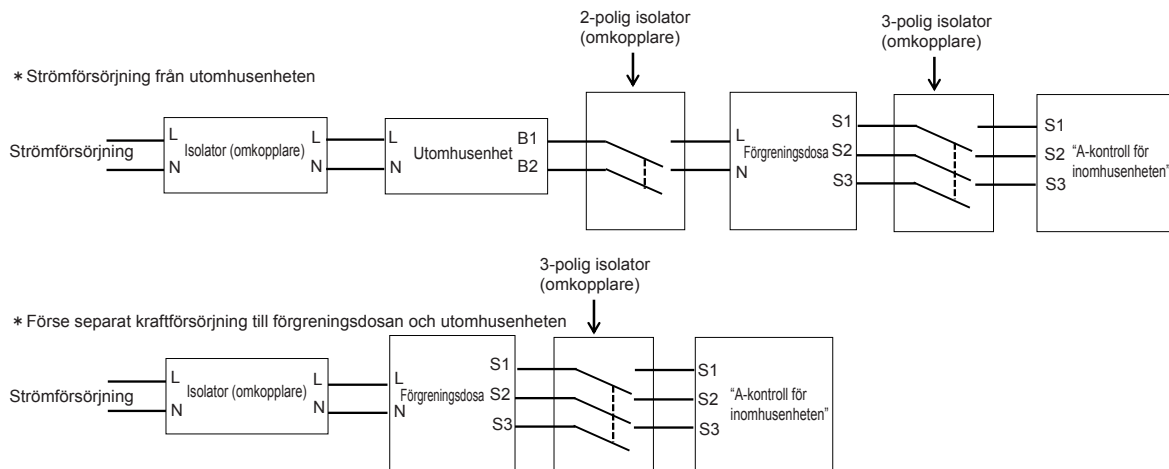 2-polig isolator
(omkopplare)
3-polig isolator
(omkopplare)
* Strömförsörjning från utomhusenheten
Strömförsörjning
L
N
Isolator (omkopplare)
L
N
L
N
Utomhusenhet
B1
B2
L
N
Förgreningsdosa
S1
S2
S3
S1
S2
S3
“A-kontroll för
inomhusenheten”
3-polig isolator
(omkopplare)
* Förse separat kraftförsörjning till förgreningsdosan och utomhusenheten
Strömförsörjning
L
N
Isolator (omkopplare)
L
N
L
N
Förgreningsdosa
S1
S2
S3
S1
S2
S3
“A-kontroll för
inomhusenheten”